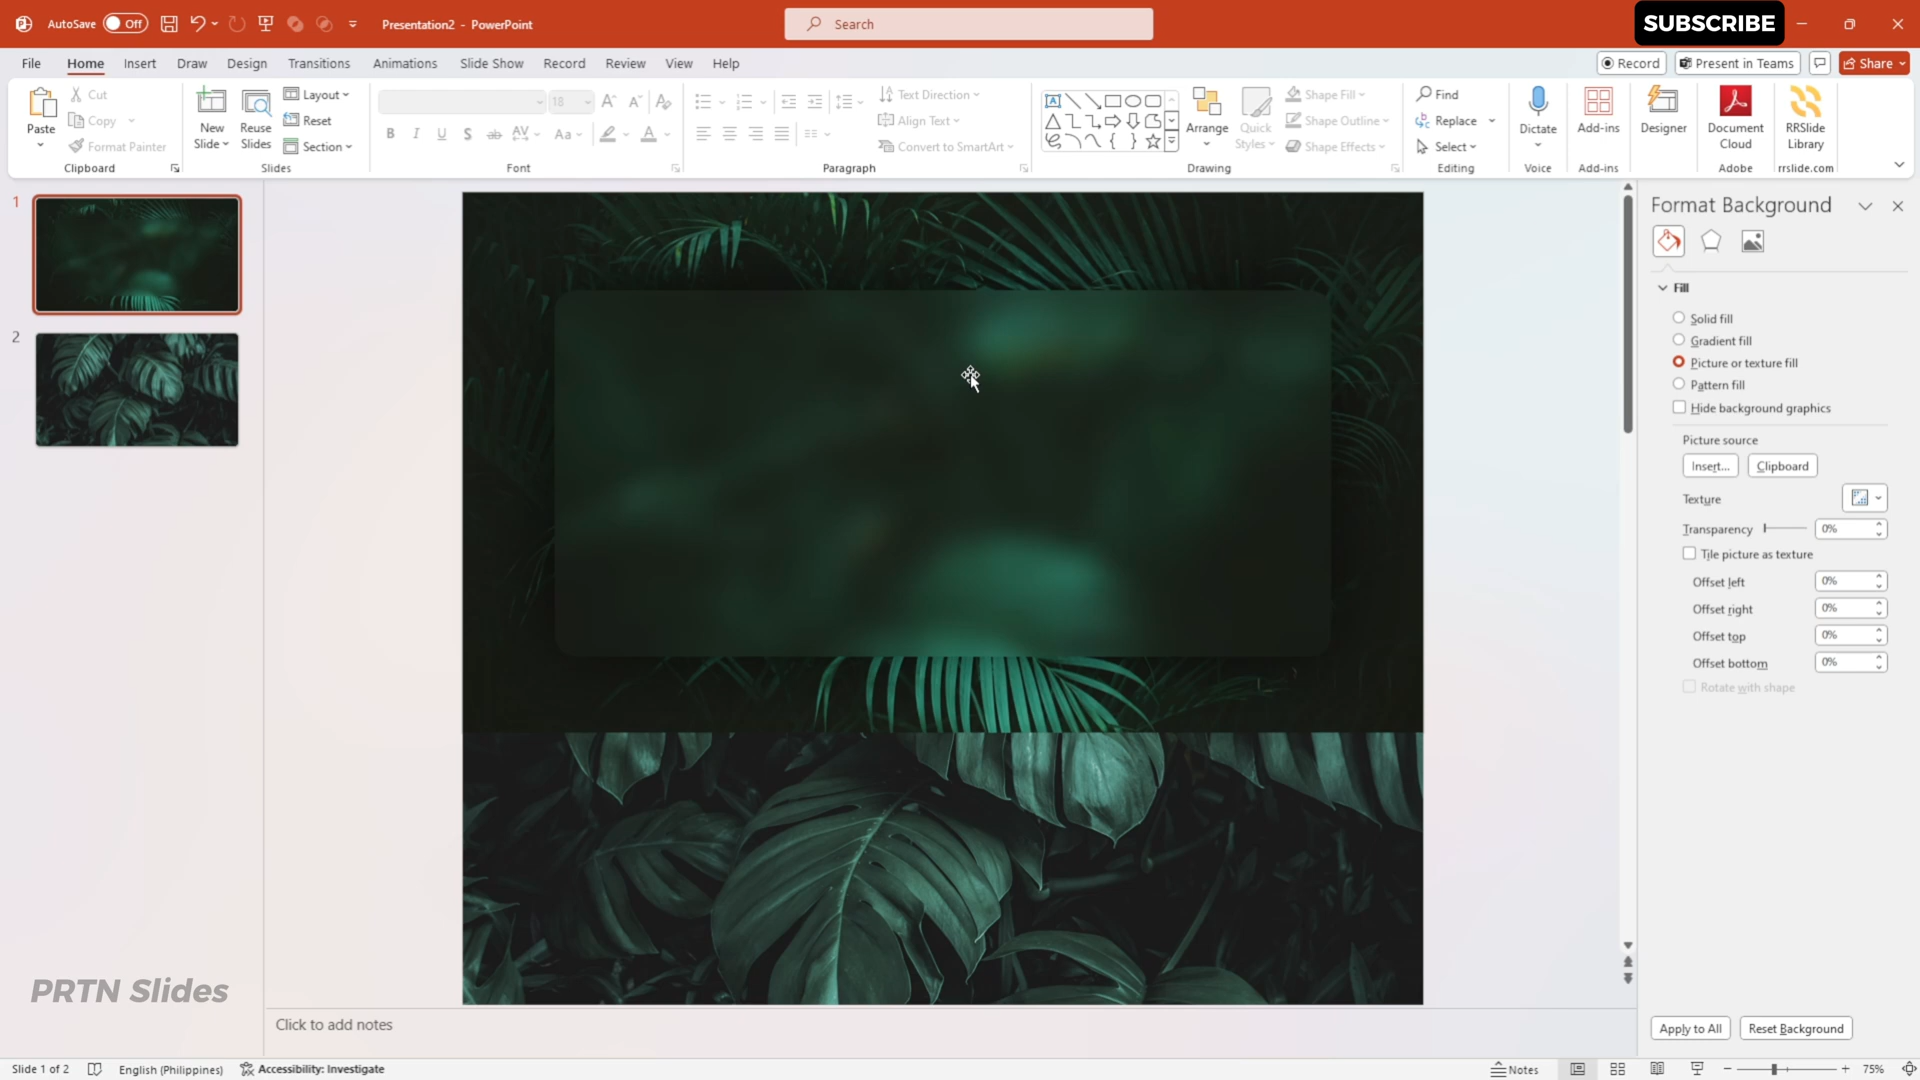 AutoSave Off
Presentation2 - PowerPoint
Search
SUBSCRIBE
File Home Insert Draw Design Transitions Animations Slide Show Record Review View Help
Record Present in Teams Share
Paste Cut Copy Format Painter
Clipboard
New Slide Reuse Slides Layout Reset Section
Slides
18
B I U S ab AV Aa A
Font
Text Direction
Align Text
Convert to SmartArt
Paragraph
Arrange Quick Styles Shape Fill
Shape Outline
Shape Effects
Drawing
Find
Replace
Select
Editing
Dictate
Voice
Add-ins
Add-ins
Designer
Document Cloud
Adobe
RRSlide Library
rrslide.com
1
2
Format Background
Fill
Solid fill
Gradient fill
Picture or texture fill
Pattern fill
Hide background graphics
Picture source
Insert... Clipboard
Texture
Transparency 0%
Tile picture as texture
Offset left 0%
Offset right 0%
Offset top 0%
Offset bottom 0%
Rotate with shape
Apply to All Reset Background
PRTN Slides
Click to add notes
Slide 1 of 2 English (Philippines) Accessibility: Investigate Notes 75%